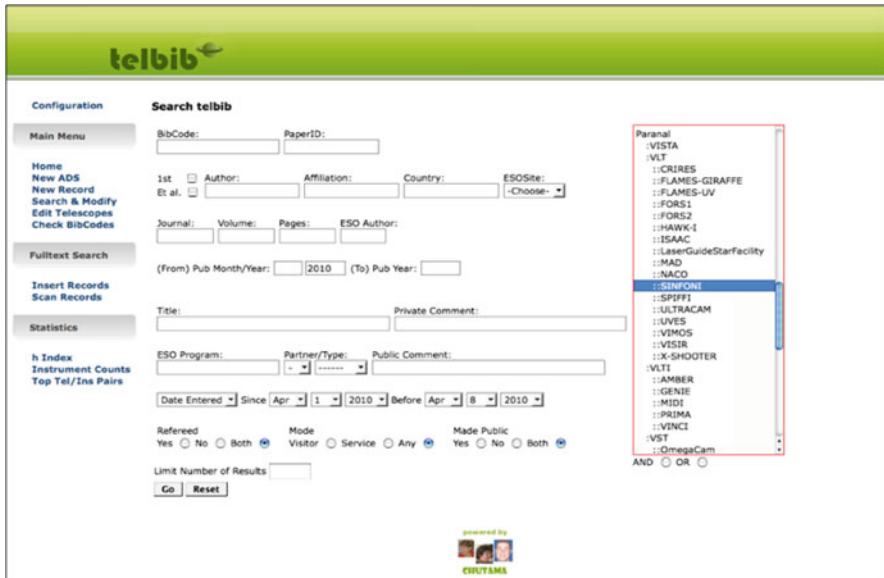 telbib
Configuration
Main Menu
Home
New ADS
New Record
Search & Modify
Edit Telescopes
Check BibCodes
Fulltext Search
Insert Records
Scan Records
Statistics
h Index
Instrument Counts
Top Tel/Ins Pairs
Search telbib
BibCode: PaperID:
1st Author: Affiliation: Country: ESOSite:
Et al. -Choose-
Journal: Volume: Pages: ESO Author:
(From) Pub Month/Year: 2010 (To) Pub Year:
Title: Private Comment:
ESO Program: Partner/Type: Public Comment:
- ------
Date Entered Since Apr 1 2010 Before Apr 8 2010
Refereed Mode Made Public
Yes No Both Visitor Service Any Yes No Both
Limit Number of Results
Go Reset
Paranal
:VISTA
:VLT
::CRIRES
::FLAMES-GIRAFFE
::FLAMES-UV
::FORS1
::FORS2
::HAWK-I
::ISAAC
::LaserGuideStarFacility
::MAD
::NACO
::SINFONI
::SPIFFI
::ULTRACAM
::UVES
::VIMOS
::VISIR
::X-SHOOTER
:VLTI
::AMBER
::GENIE
::MIDI
::PRIMA
::VINCI
:VST
::OmegaCam
AND OR
powered by
CHUTAMA